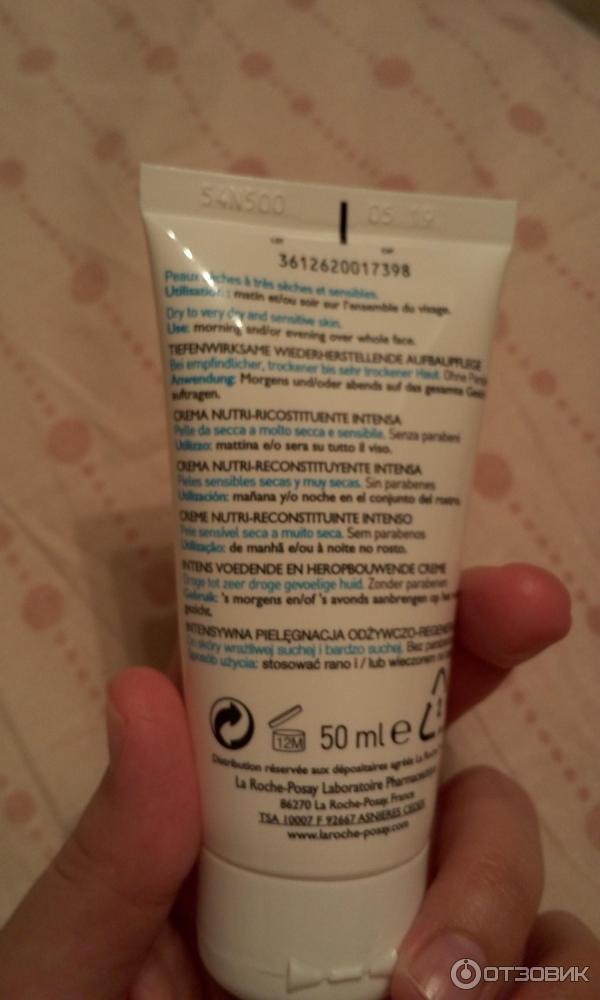 54N500 05 19
LOT EXP
3612620017398
Peaux sèches à très sèches et sensibles.
Utilisation : matin et/ou soir sur l'ensemble du visage.
Dry to very dry and sensitive skin.
Use: morning and/or evening over whole face.
TIEFENWIRKSAME WIEDERHERSTELLENDE AUFBAUPFLEGE
Bei empfindlicher, trockener bis sehr trockener Haut. Ohne
Anwendung: Morgens und/oder abends auf das gesamte
auftragen.
CREMA NUTRI-RICOSTITUENTE INTENSA
Pelle da secca a molto secca e sensibile. Senza parabeni
Utilizzo: mattina e/o sera su tutto il viso.
CREMA NUTRI-RECONSTITUYENTE INTENSA
Pieles sensibles secas y muy secas. Sin parabenes
Utilización: mañana y/o noche en el conjunto del rostro.
CREME NUTRI-RECONSTITUINTE INTENSO
Pele sensível seca a muito seca. Sem parabenos
Utilização: de manhã e/ou à noite no rosto.
INTENS VOEDENDE EN HEROPBOUWENDE CREME
Droge tot zeer droge gevoelige huid. Zonder parabenen
Gebruik: 's morgens en/of 's avonds aanbrengen op het
gezicht.
INTENSYWNA PIELĘGNACJA ODŻYWCZO-REGENE
Do skóry wrażliwej suchej i bardzo suchej. Bez
Sposób użycia: stosować rano i / lub wieczorem
12M 50 ml e 2
Distribution réservée aux dépositaires agréés La
La Roche-Posay Laboratoire Pharmaceut
86270 La Roche-Posay, France
TSA 10007 F 92667 ASNIERES CEDEX
www.laroche-posay.com
ОТЗОВИК